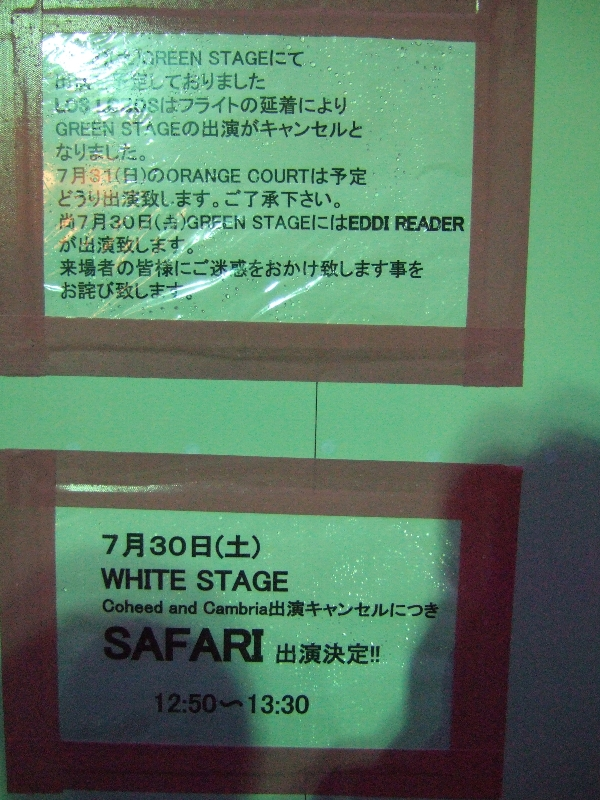 GREEN STAGEにて
しておりました
LOS LOBOSはフライトの延着により
GREEN STAGEの出演がキャンセルと
なりました。
7月31(日)のORANGE COURTは予定
どうり出演致します。ご了承下さい。
尚7月30日(土)GREEN STAGEにはEDDI READER
が出演致します。
来場者の皆様にご迷惑をおかけ致します事を
お詫び致します。
7月30日(土)
WHITE STAGE
Coheed and Cambria出演キャンセルにつき
SAFARI 出演決定!!
12:50〜13:30